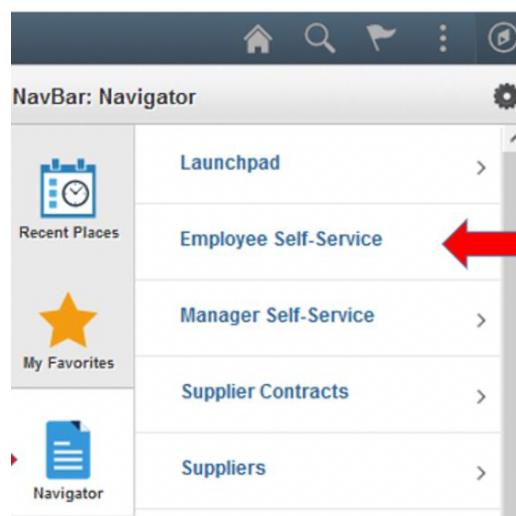 NavBar: Navigator
Recent Places
My Favorites
Navigator
Launchpad
Employee Self-Service
Manager Self-Service
Supplier Contracts
Suppliers